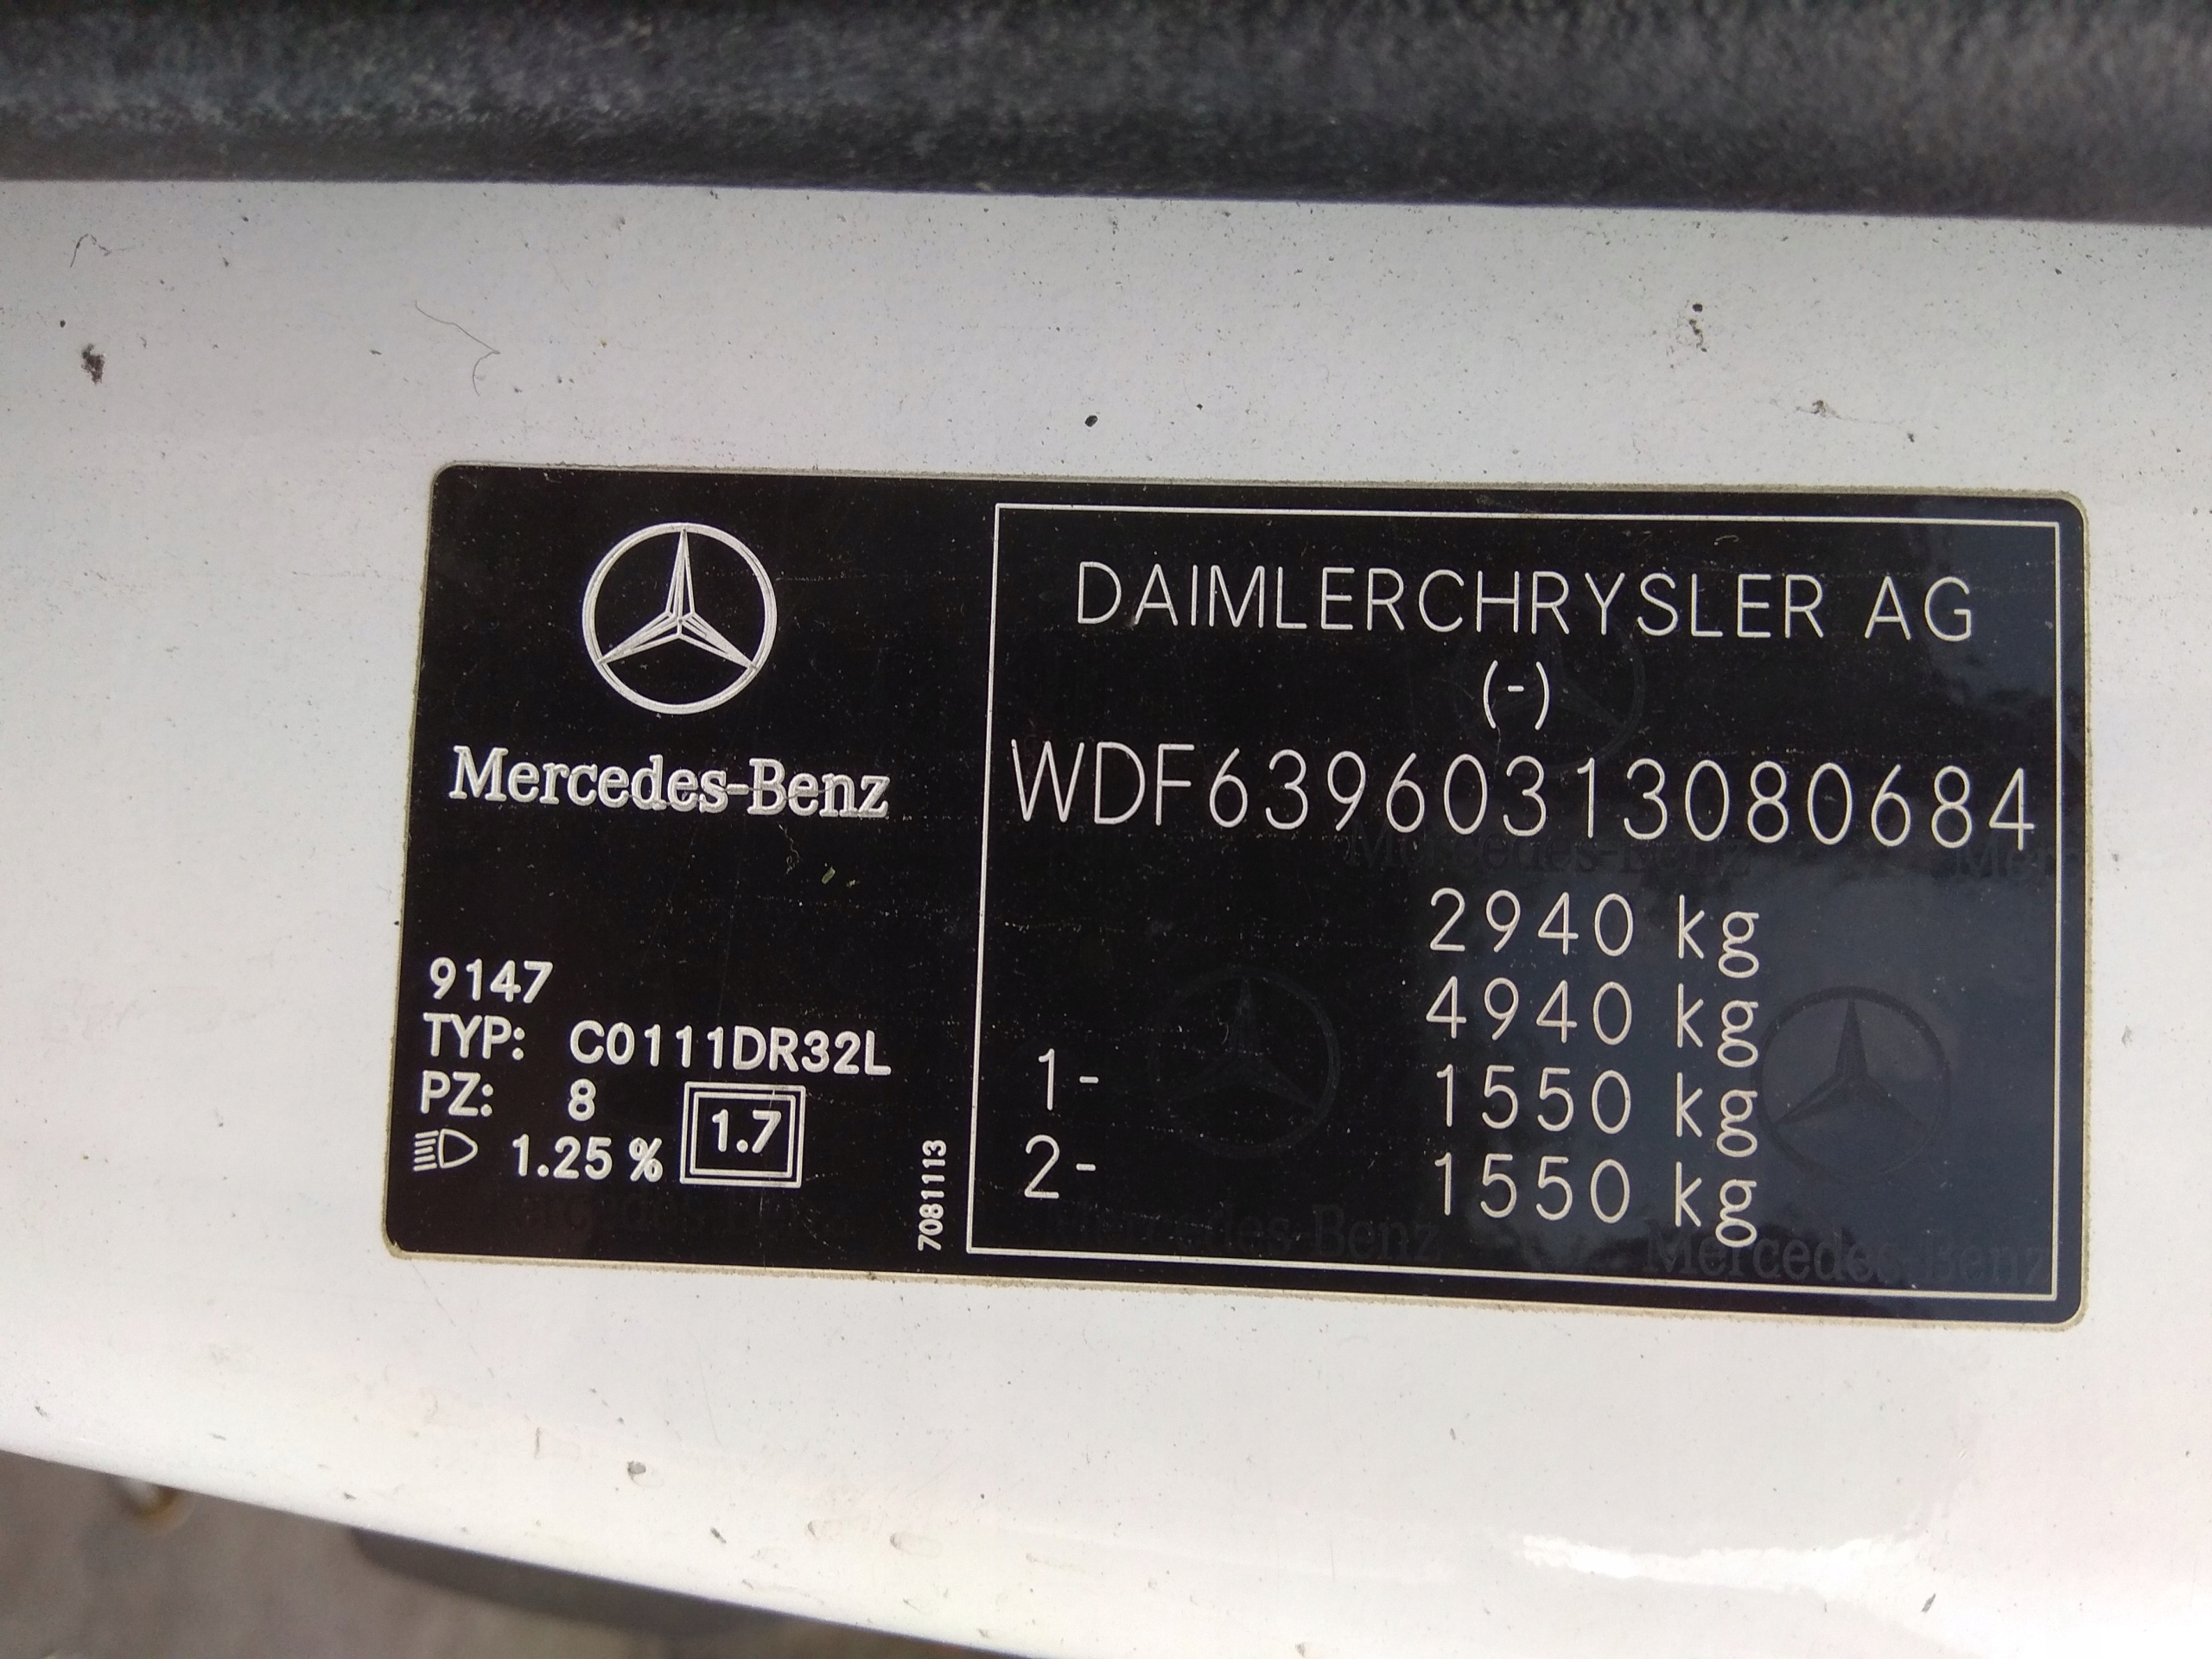 Mercedes-Benz
9147
TYP: C0111DR32L
PZ: 8
1.25 % 1.7
7081113
DAIMLERCHRYSLER AG
(-)
WDF63960313080684
2940 kg
4940 kg
1- 1550 kg
2- 1550 kg